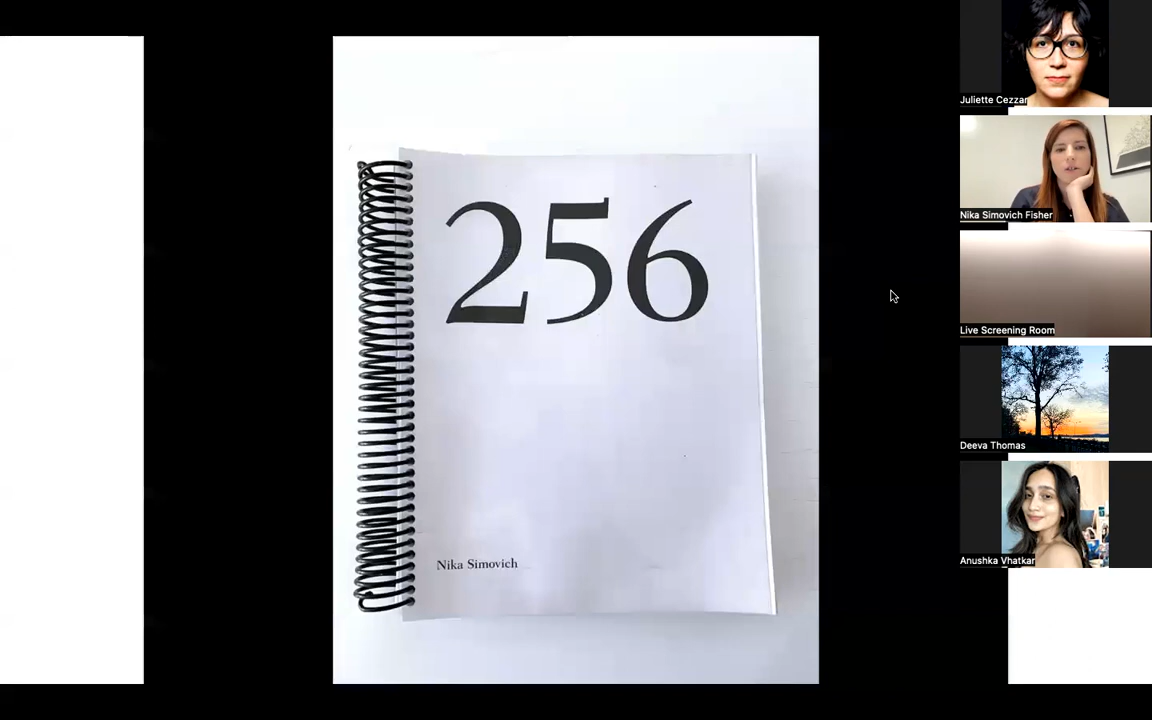 256
Nika Simovich
Juliette Cezzar
Nika Simovich Fisher
Live Screening Room
Deeva Thomas
Anushka Vhatkar